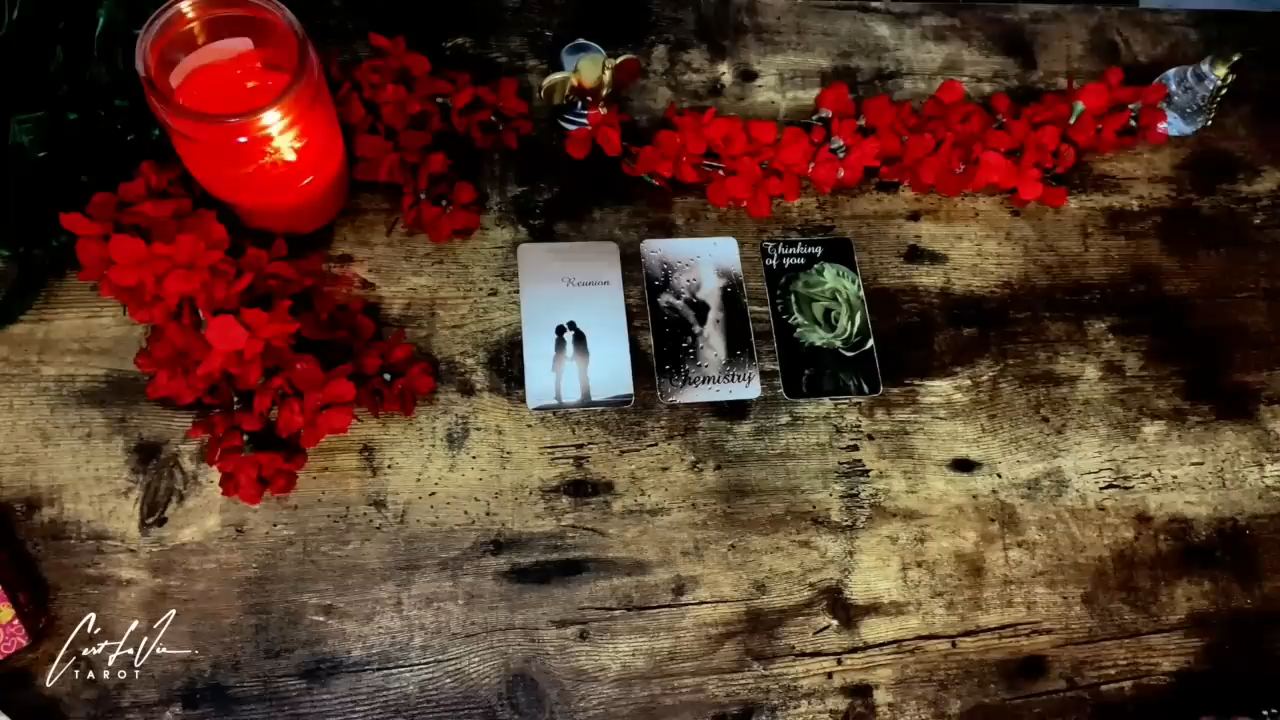 Reunion
Chemistry
Thinking
of you
C'est La Vie
TAROT